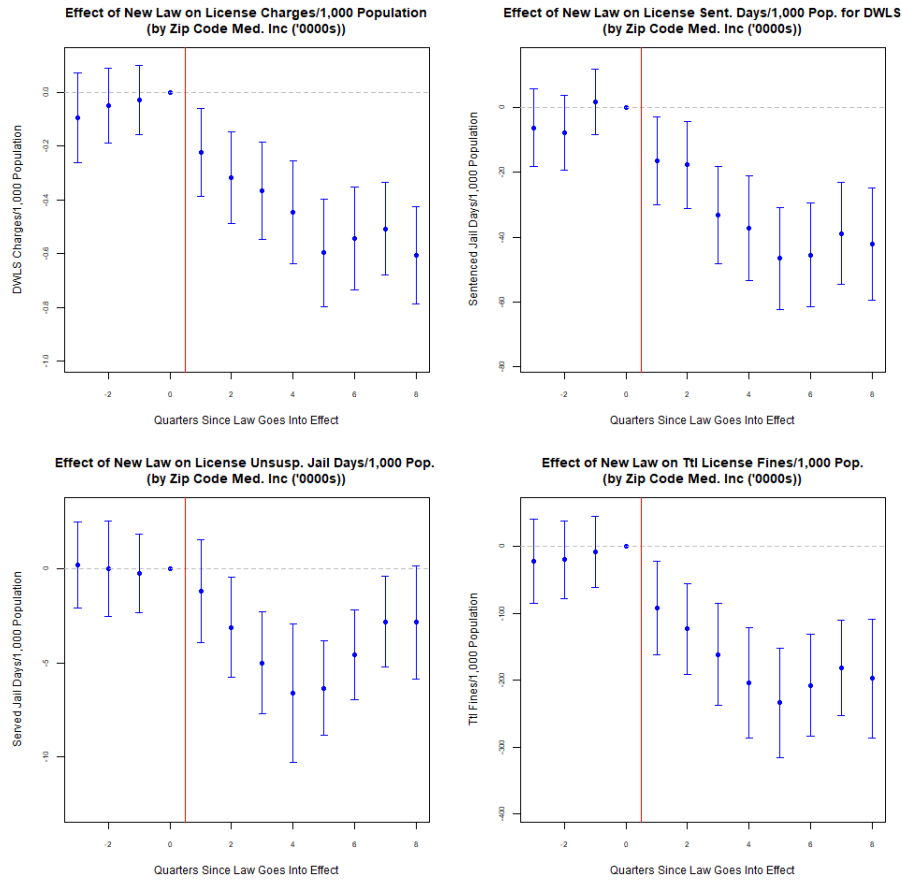 Effect of New Law on License Charges/1,000 Population
(by Zip Code Med. Inc ('0000s))
DWLS Charges/1,000 Population
0.0
-0.2
-0.4
-0.6
-0.8
-1.0
-2
0
2
4
6
8
Quarters Since Law Goes Into Effect
Effect of New Law on License Sent. Days/1,000 Pop. for DWLS
(by Zip Code Med. Inc ('0000s))
Sentenced Jail Days/1,000 Population
0
-20
-40
-60
-80
-2
0
2
4
6
8
Quarters Since Law Goes Into Effect
Effect of New Law on License Unsusp. Jail Days/1,000 Pop.
(by Zip Code Med. Inc ('0000s))
Served Jail Days/1,000 Population
0
-5
-10
-2
0
2
4
6
8
Quarters Since Law Goes Into Effect
Effect of New Law on Ttl License Fines/1,000 Pop.
(by Zip Code Med. Inc ('0000s))
Ttl Fines/1,000 Population
0
-100
-200
-300
-400
-2
0
2
4
6
8
Quarters Since Law Goes Into Effect